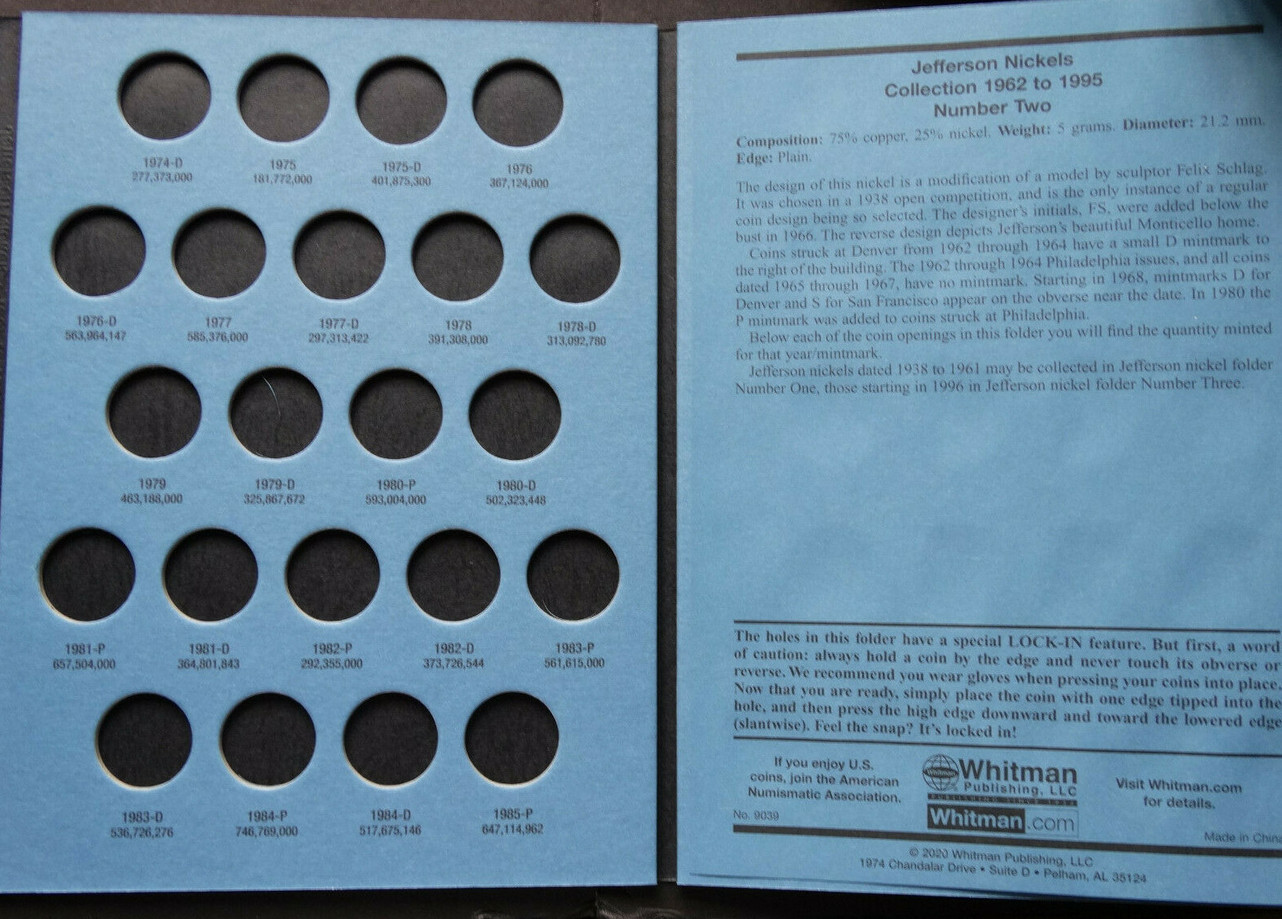 1974-D
277,373,000
1975
181,772,000
1975-D
401,875,300
1976
367,124,000
1976-D
563,964,147
1977
585,376,000
1977-D
297,313,422
1978
391,308,000
1978-D
313,092,780
1979
463,188,000
1979-D
325,867,672
1980-P
593,004,000
1980-D
502,323,448
1981-P
657,504,000
1981-D
364,801,843
1982-P
292,355,000
1982-D
373,726,544
1983-P
561,615,000
1983-D
536,726,276
1984-P
746,769,000
1984-D
517,675,146
1985-P
647,114,962
Jefferson Nickels
Collection 1962 to 1995
Number Two
Composition: 75% copper, 25% nickel. Weight: 5 grams. Diameter: 21.2 mm.
Edge: Plain.
The design of this nickel is a modification of a model by sculptor Felix Schlag.
It was chosen in a 1938 open competition, and is the only instance of a regular
coin design being so selected. The designer's initials, FS, were added below the
bust in 1966. The reverse design depicts Jefferson's beautiful Monticello home.
Coins struck at Denver from 1962 through 1964 have a small D mintmark to
the right of the building. The 1962 through 1964 Philadelphia issues, and all coins
dated 1965 through 1967, have no mintmark. Starting in 1968, mintmarks D for
Denver and S for San Francisco appear on the obverse near the date. In 1980 the
P mintmark was added to coins struck at Philadelphia.
Below each of the coin openings in this folder you will find the quantity minted
for that year/mintmark.
Jefferson nickels dated 1938 to 1961 may be collected in Jefferson nickel folder
Number One, those starting in 1996 in Jefferson nickel folder Number Three.
The holes in this folder have a special LOCK-IN feature. But first, a word
of caution: always hold a coin by the edge and never touch its obverse or
reverse. We recommend you wear gloves when pressing your coins into place.
Now that you are ready, simply place the coin with one edge tipped into the
hole, and then press the high edge downward and toward the lowered edge
(slantwise). Feel the snap? It's locked in!
If you enjoy U.S.
coins, join the American
Numismatic Association.
No. 9039
Whitman
Whitman
Publishing, LLC
PUBLISHING SINCE 1934
Whitman.com
Visit Whitman.com
for details.
Made in China
© 2020 Whitman Publishing, LLC
1974 Chandalar Drive • Suite D • Pelham, AL 35124